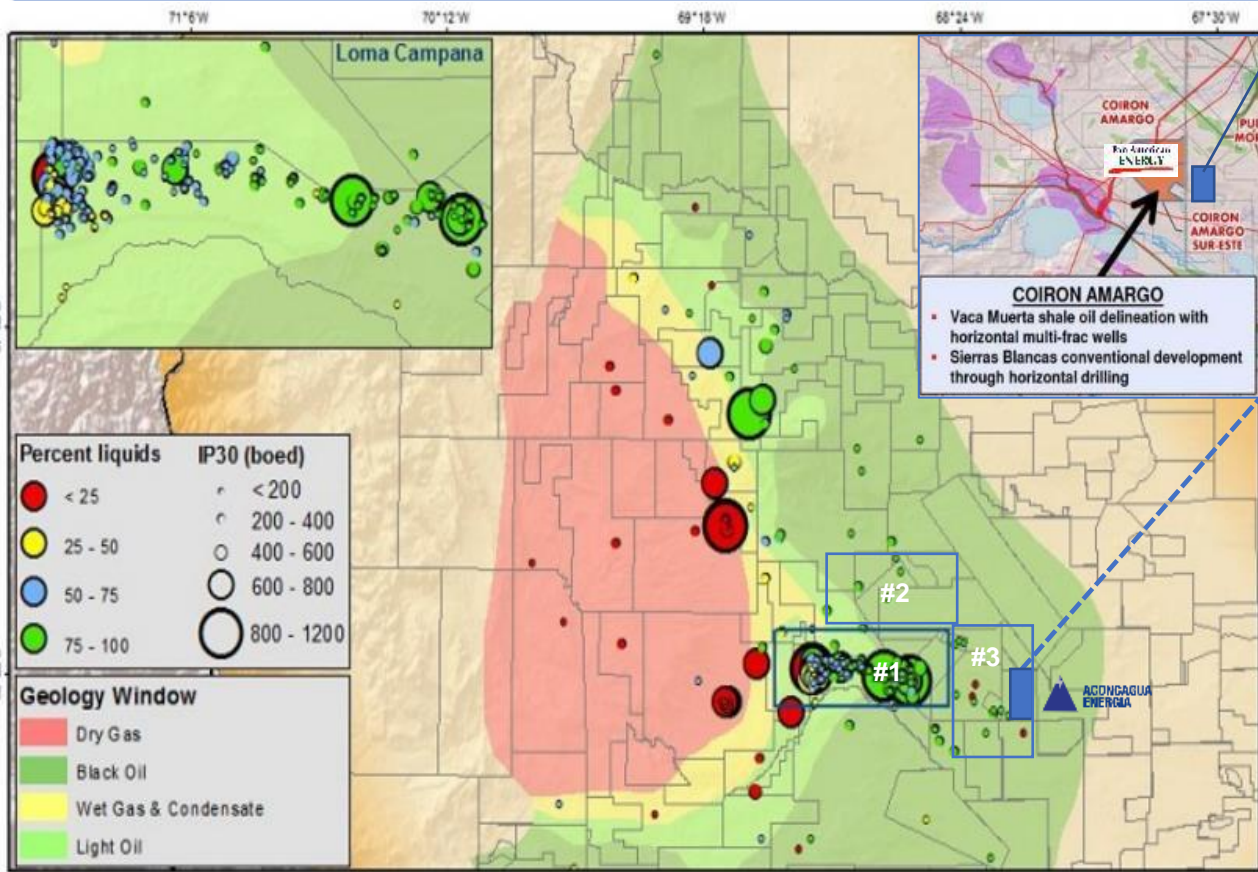 71°6'W
70°12'W
69°18'W
68°24'W
67°30'W
Loma Campana
COIRON
AMARGO
Pan American
ENERGY
COIRON
AMARGO
SUR-ESTE
COIRON AMARGO
Vaca Muerta shale oil delineation with
horizontal multi-frac wells
Sierras Blancas conventional development
through horizontal drilling
Percent liquids
< 25
25 - 50
50 - 75
75 - 100
IP30 (boed)
< 200
200 - 400
400 - 600
600 - 800
800 - 1200
#2
#1
#3
ACONCAGUA
ENERGIA
Geology Window
Dry Gas
Black Oil
Wet Gas & Condensate
Light Oil